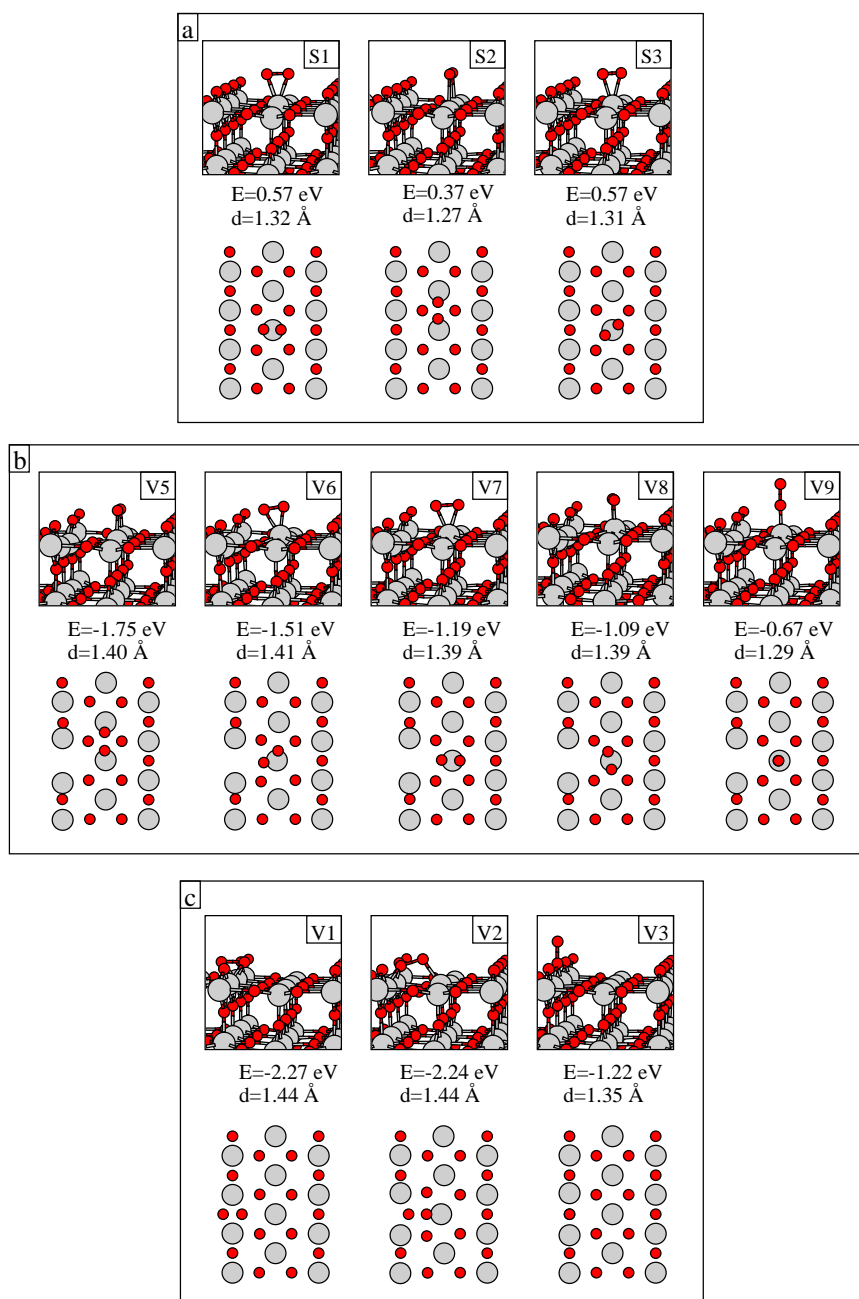 a
S1 S2 S3
E=0.57 eV E=0.37 eV E=0.57 eV
d=1.32 Å d=1.27 Å d=1.31 Å
b
V5 V6 V7 V8 V9
E=-1.75 eV E=-1.51 eV E=-1.19 eV E=-1.09 eV E=-0.67 eV
d=1.40 Å d=1.41 Å d=1.39 Å d=1.39 Å d=1.29 Å
c
V1 V2 V3
E=-2.27 eV E=-2.24 eV E=-1.22 eV
d=1.44 Å d=1.44 Å d=1.35 Å